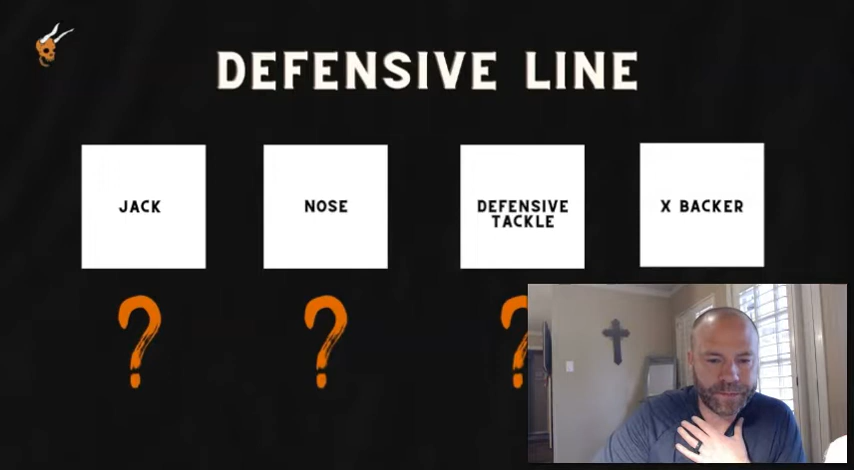 DEFENSIVE LINE
JACK
NOSE
DEFENSIVE
TACKLE
X BACKER
?
?
?